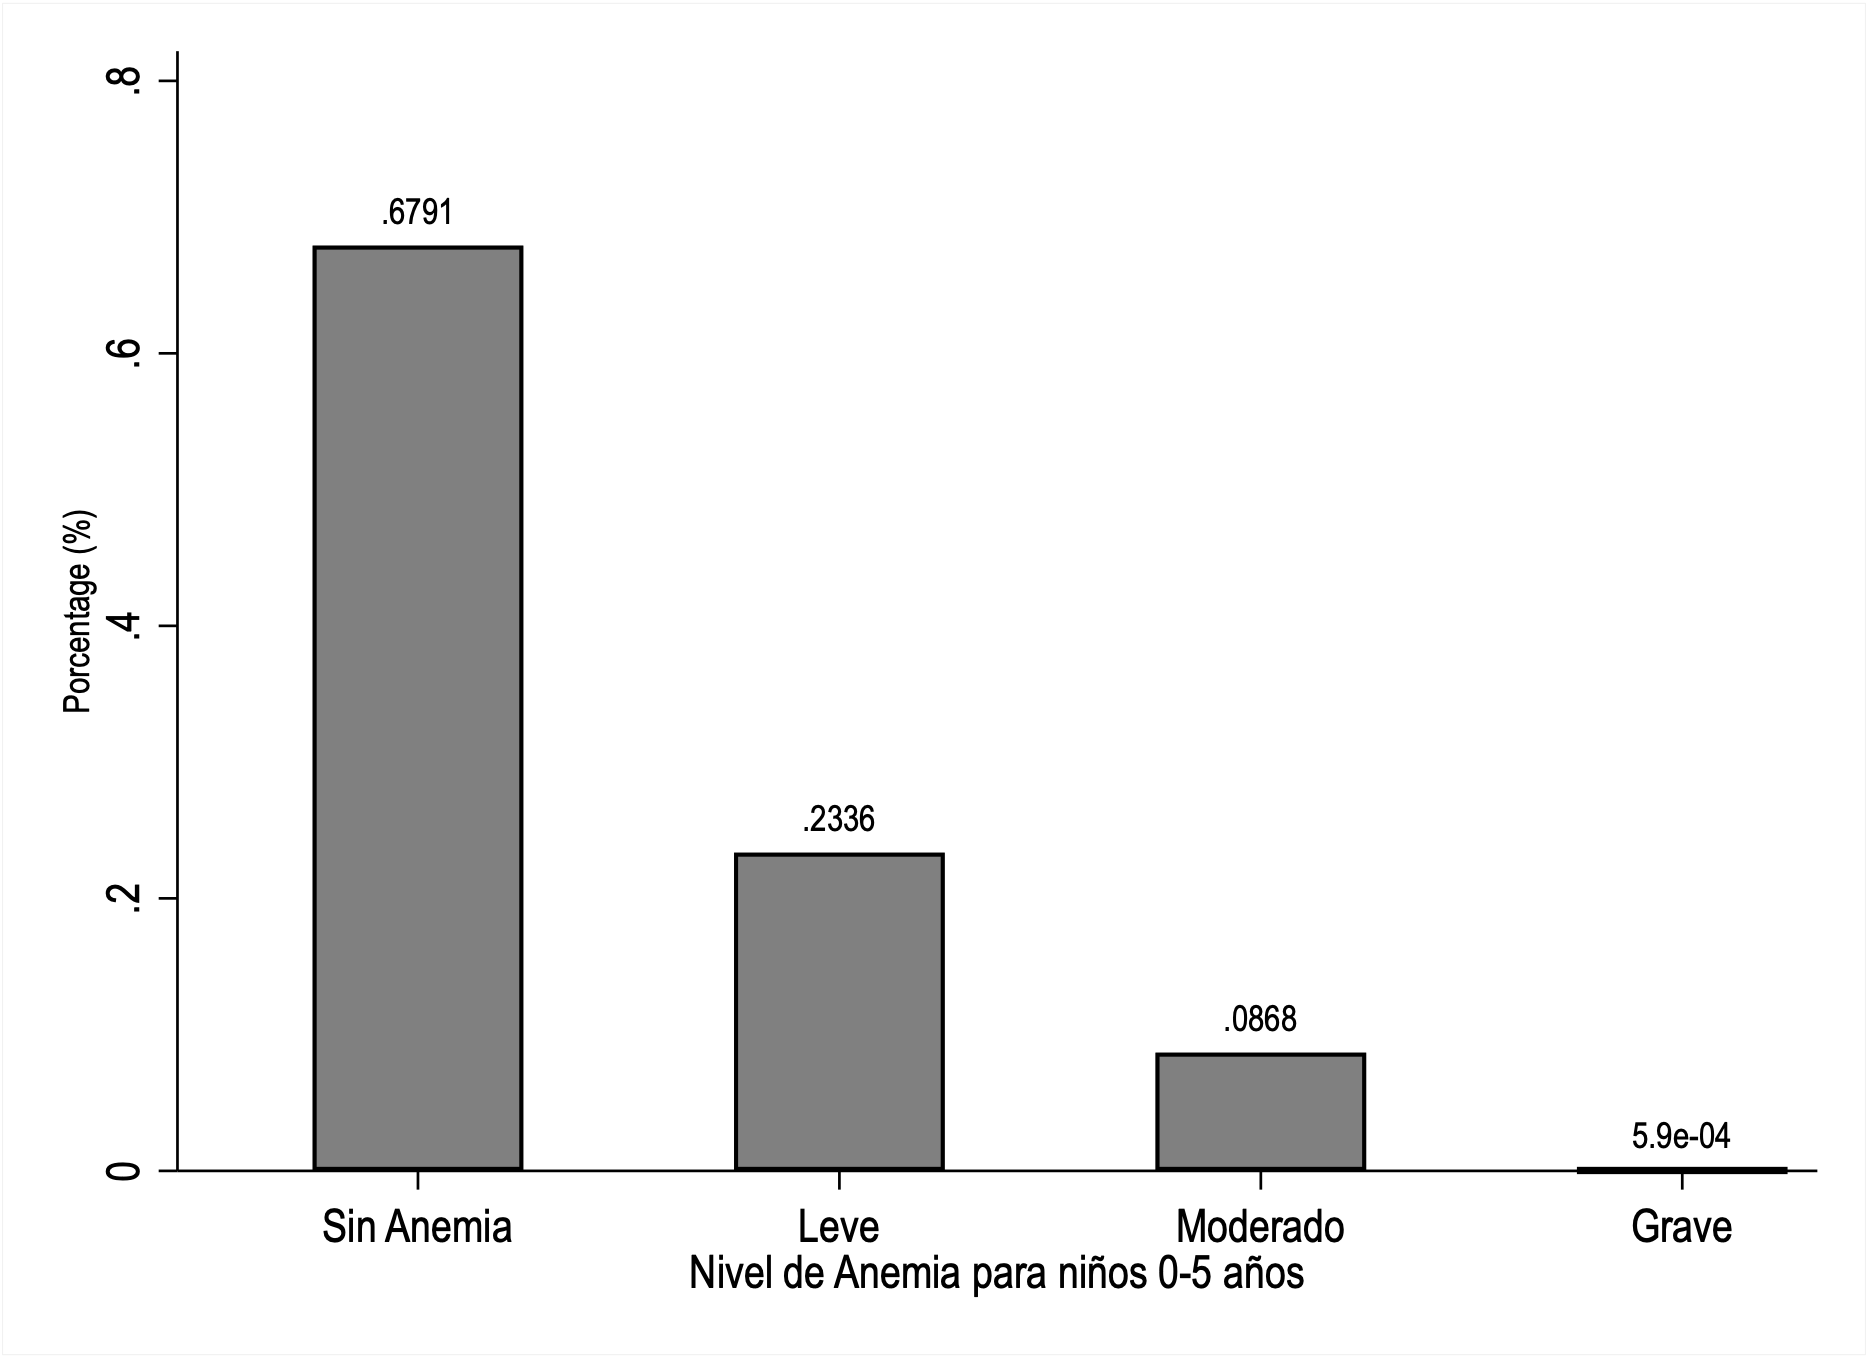 Porcentage (%)
.8
.6
.4
.2
0
.6791
.2336
.0868
5.9e-04
Sin Anemia
Leve
Moderado
Grave
Nivel de Anemia para niños 0-5 años